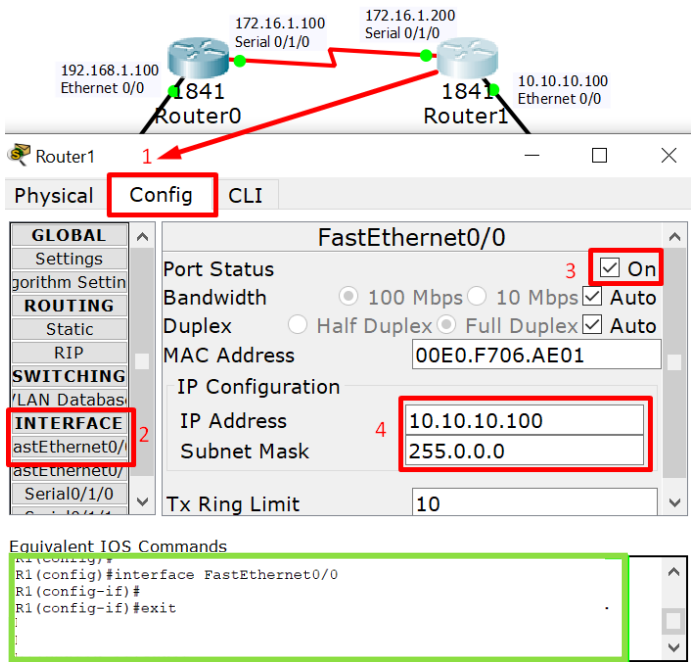 172.16.1.200
172.16.1.100
Serial 0/1/0
Serial 0/1/0
192.168.1.100
Ethernet 0/0
10.10.10.100
Ethernet 0/0
1841
1841
Router0
Router1
Router1
1
Physical Config CLI
GLOBAL
FastEthernet0/0
Settings
Port Status
3
On
gorithm Settin
Bandwidth
100 Mbps
10 Mbps
Auto
ROUTING
Static
Duplex
Half Duplex
Full Duplex
Auto
RIP
MAC Address
00E0.F706.AE01
SWITCHING
IP Configuration
VLAN Databas
INTERFACE
2
IP Address
4
10.10.10.100
astEthernet0/
Subnet Mask
255.0.0.0
astEthernet0/
Serial0/1/0
Tx Ring Limit
10
Equivalent IOS Commands
R1(config)#
R1(config)#interface FastEthernet0/0
R1(config-if)#
R1(config-if)#exit